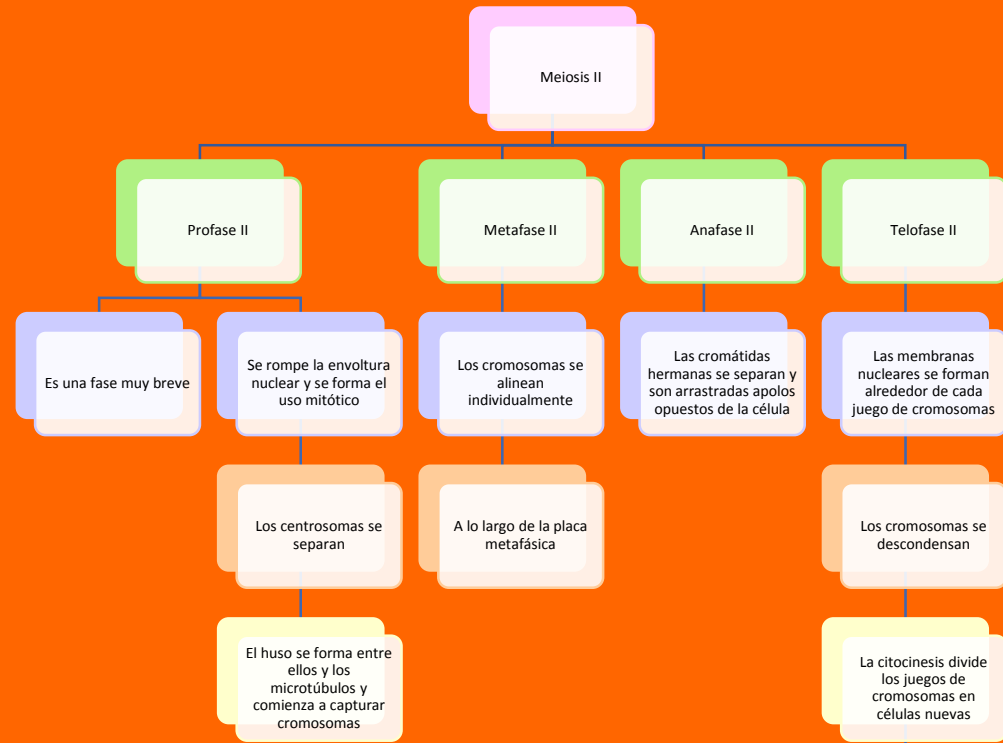 Meiosis II
Profase II
Metafase II
Anafase II
Telofase II
Es una fase muy breve
Se rompe la envoltura
nuclear y se forma el
uso mitótico
Los cromosomas se
alinean
individualmente
Las cromátidas
hermanas se separan y
son arrastradas apolos
opuestos de la célula
Las membranas
nucleares se forman
alrededor de cada
juego de cromosomas
Los centrosomas se
separan
A lo largo de la placa
metafásica
Los cromosomas se
descondensan
El huso se forma entre
ellos y los
microtúbulos y
comienza a capturar
cromosomas
La citocinesis divide
los juegos de
cromosomas en
células nuevas